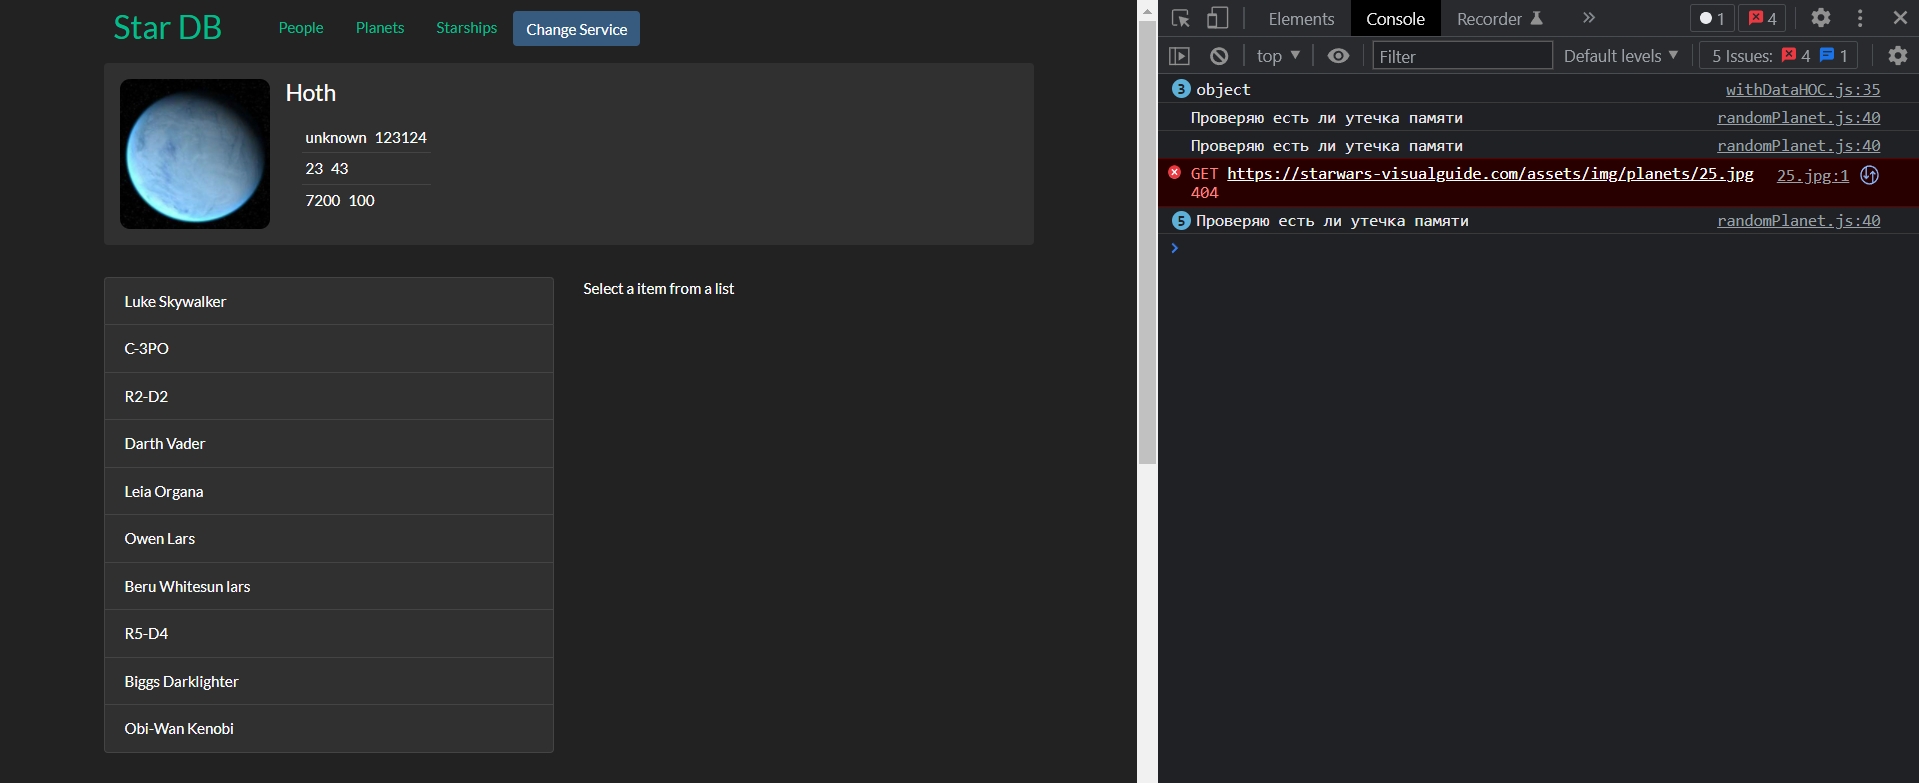 Star DB People Planets Starships Change Service
Hoth
unknown 123124
23 43
7200 100
Luke Skywalker
C-3PO
R2-D2
Darth Vader
Leia Organa
Owen Lars
Beru Whitesun lars
R5-D4
Biggs Darklighter
Obi-Wan Kenobi
Select a item from a list
Elements Console Recorder 1 4
top Filter Default levels 5 Issues: 4 1
3 object withDataHOC.js:35
Проверяю есть ли утечка памяти randomPlanet.js:40
Проверяю есть ли утечка памяти randomPlanet.js:40
GET https://starwars-visualguide.com/assets/img/planets/25.jpg 25.jpg:1
404
5 Проверяю есть ли утечка памяти randomPlanet.js:40